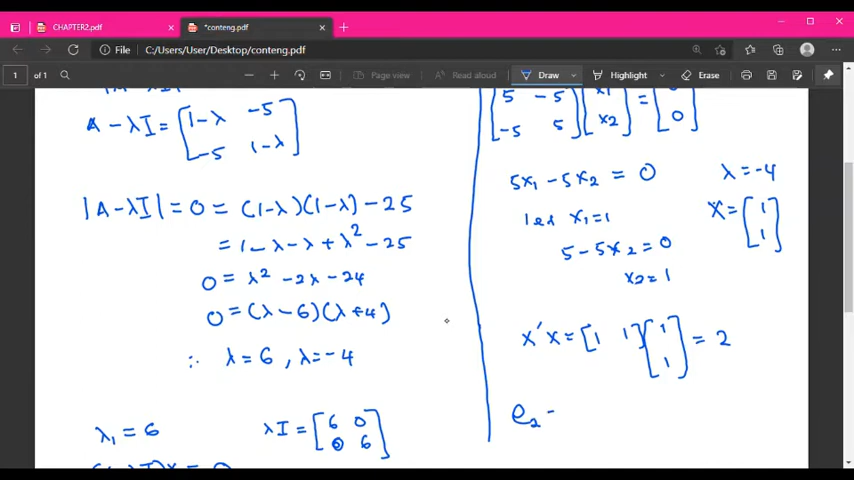 CHAPTER2.pdf
*conteng.pdf
File C:/Users/User/Desktop/conteng.pdf
1 of 1
Page view
Read aloud
Draw
Highlight
Erase
A - λI = [1-λ -5
-5 1-λ]
|A-λI| = 0 = (1-λ)(1-λ) - 25
= 1 - λ - λ + λ² - 25
0 = λ² - 2λ - 24
0 = (λ-6)(λ+4)
∴ λ = 6, λ = -4
λ₁ = 6
λI = [6 0
0 6]
[5 -5
-5 5] [x1
x2] = [
0]
5x₁ - 5x₂ = 0
let x₁ = 1
5 - 5x₂ = 0
x₂ = 1
λ = -4
X = [1
1]
X'X = [1 1] [1
1] = 2
e₂ -